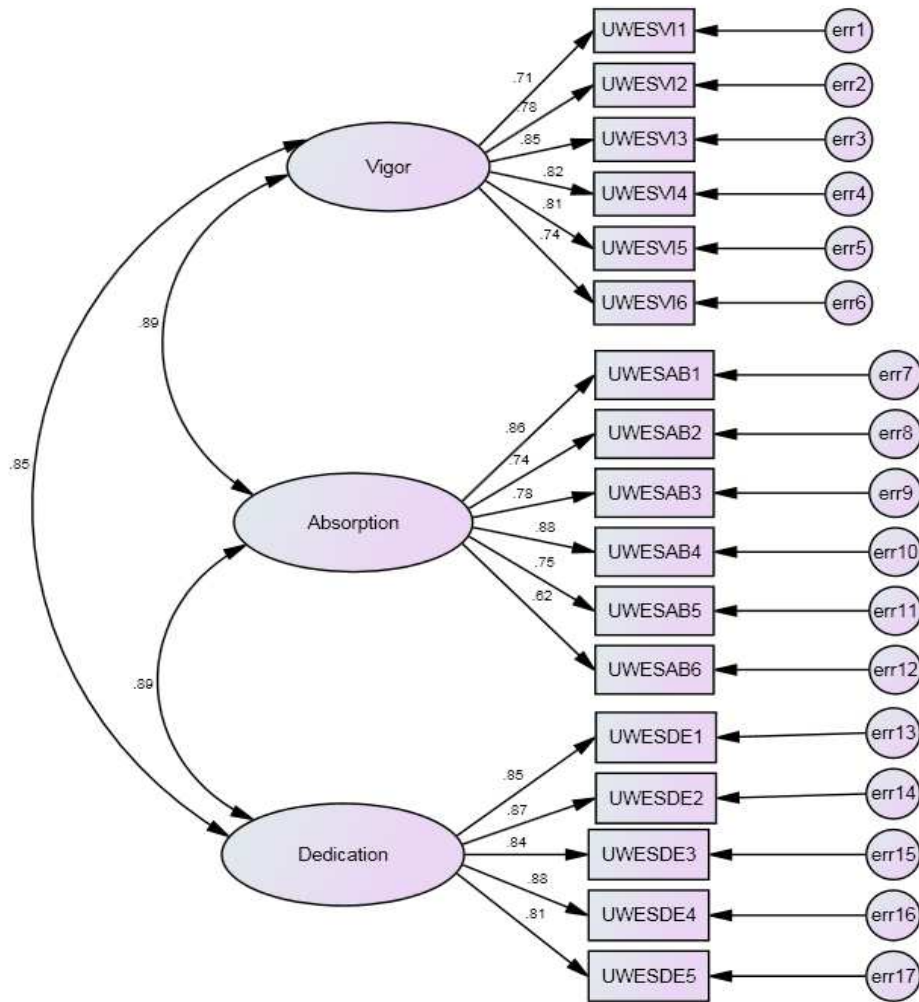 UWESVI1 err1
.71
UWESVI2 err2
.78
UWESVI3 err3
.85
Vigor
UWESVI4 err4
.82
UWESVI5 err5
.81
UWESVI6 err6
.74
.89
UWESAB1 err7
.86
UWESAB2 err8
.74
.85
UWESAB3 err9
.78
Absorption
UWESAB4 err10
.88
UWESAB5 err11
.75
UWESAB6 err12
.62
.89
UWESDE1 err13
.85
UWESDE2 err14
.87
Dedication
.84
UWESDE3 err15
.88
UWESDE4 err16
.81
UWESDE5 err17